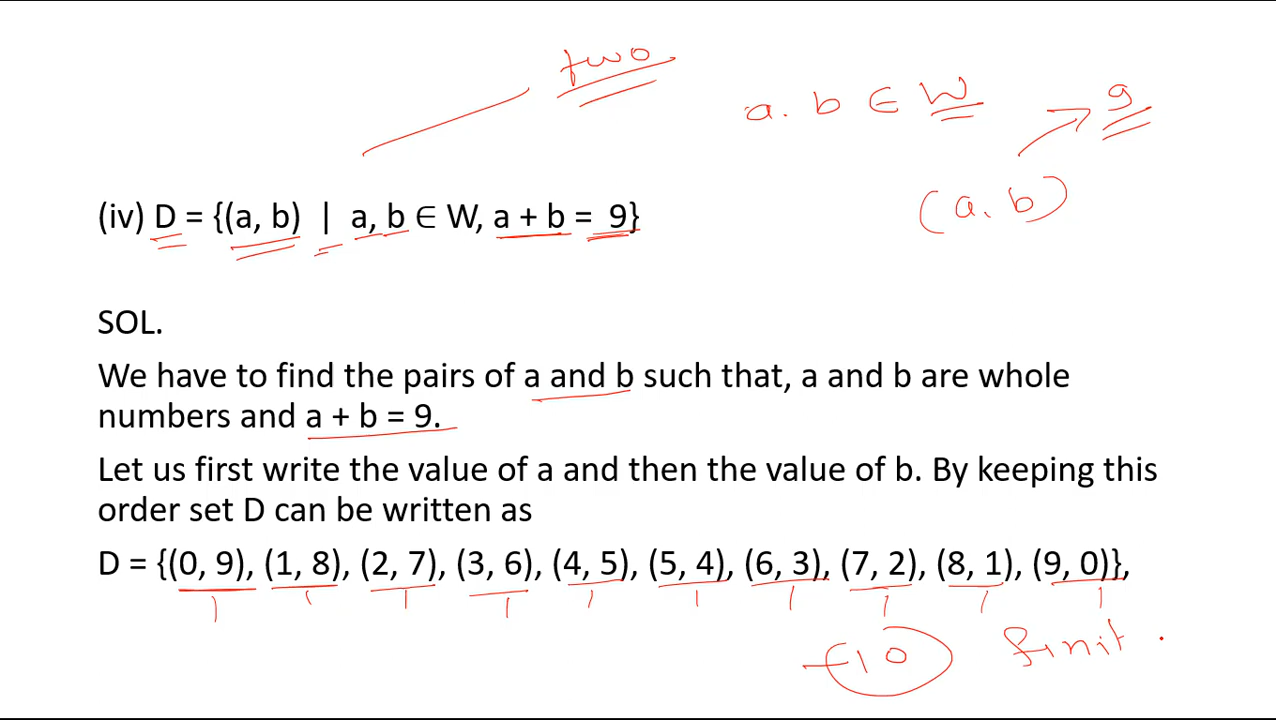 two
a. b ∈ W
9
(a. b)
(iv) D = {(a, b) | a, b ∈ W, a + b = 9}
SOL.
We have to find the pairs of a and b such that, a and b are whole
numbers and a + b = 9.
Let us first write the value of a and then the value of b. By keeping this
order set D can be written as
D = {(0, 9), (1, 8), (2, 7), (3, 6), (4, 5), (5, 4), (6, 3), (7, 2), (8, 1), (9, 0)},
10 finit .